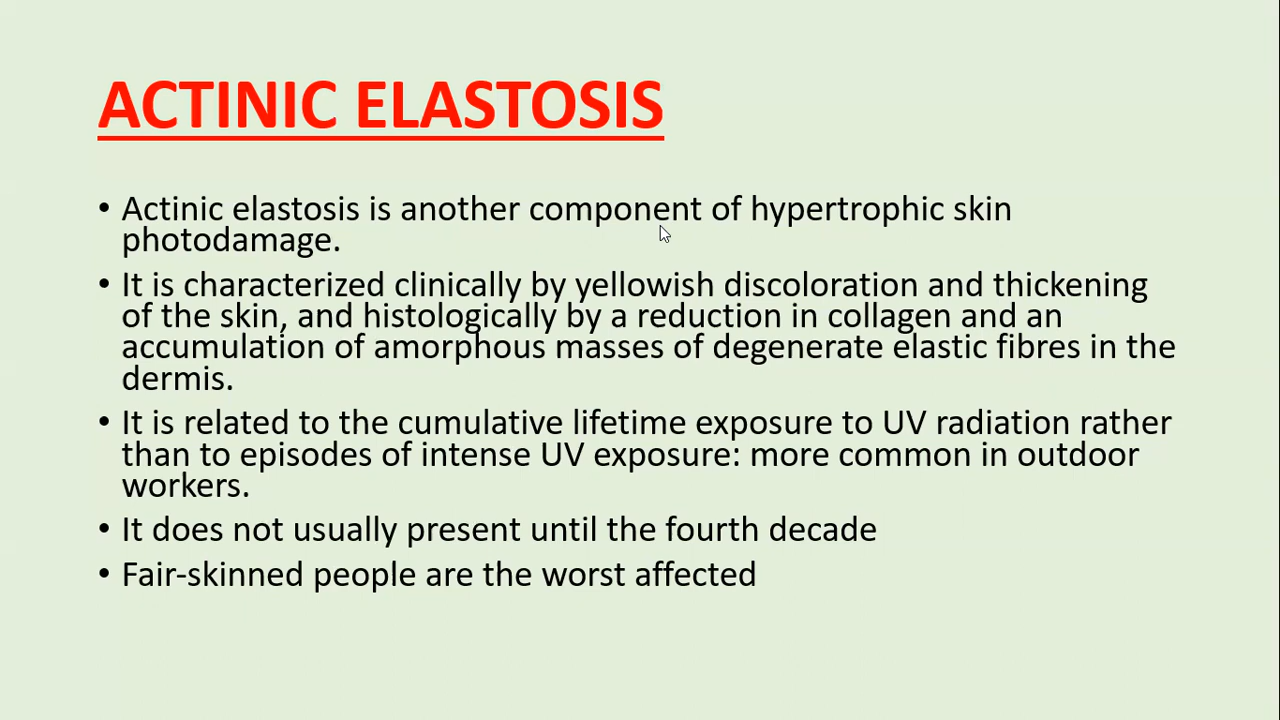 ACTINIC ELASTOSIS
• Actinic elastosis is another component of hypertrophic skin
photodamage.
• It is characterized clinically by yellowish discoloration and thickening
of the skin, and histologically by a reduction in collagen and an
accumulation of amorphous masses of degenerate elastic fibres in the
dermis.
• It is related to the cumulative lifetime exposure to UV radiation rather
than to episodes of intense UV exposure: more common in outdoor
workers.
• It does not usually present until the fourth decade
• Fair-skinned people are the worst affected